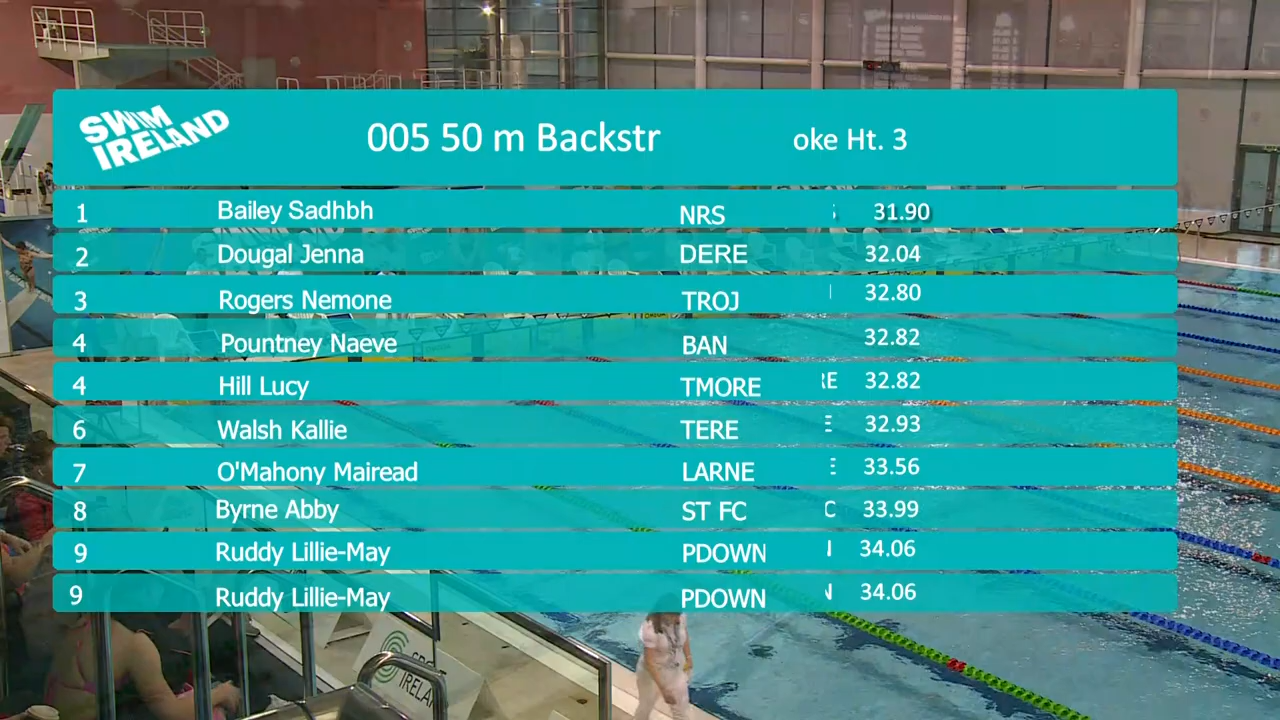 SWIM
IRELAND
005 50 m Backstr oke Ht. 3
1 Bailey Sadhbh NRS 31.90
2 Dougal Jenna DERE 32.04
3 Rogers Nemone TROJ 32.80
4 Pountney Naeve BAN 32.82
4 Hill Lucy TMORE RE 32.82
6 Walsh Kallie TERE E 32.93
7 O'Mahony Mairead LARNE E 33.56
8 Byrne Abby ST FC C 33.99
9 Ruddy Lillie-May PDOWN 34.06
9 Ruddy Lillie-May PDOWN N 34.06
IRELA